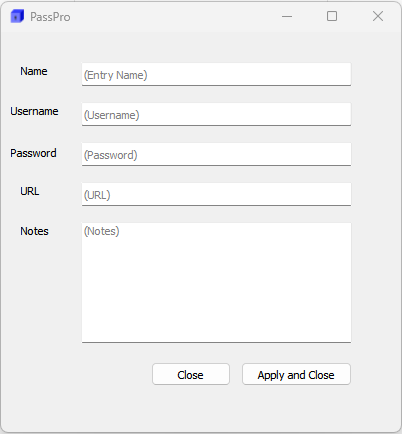 PassPro
Name (Entry Name)
Username (Username)
Password (Password)
URL (URL)
Notes (Notes)
Close Apply and Close